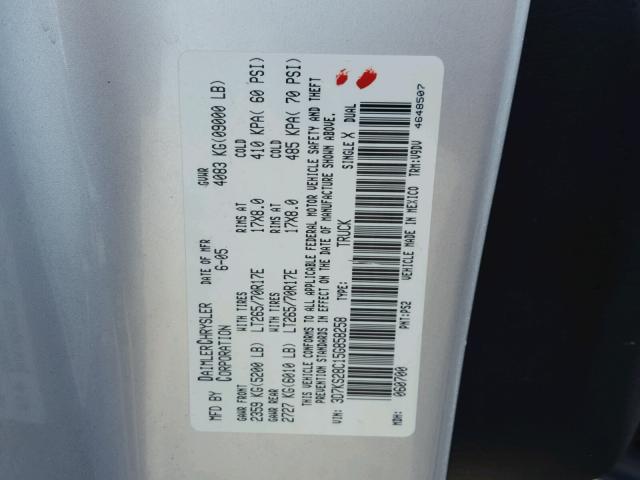 MFD BY DAIMLERCHRYSLER CORPORATION DATE OF MFR 6-05 GVWR 4083 KG(09000 LB)
GAWR FRONT WITH TIRES RIMS AT COLD
2359 KG(5200 LB) LT265/70R17E 17X8.0 410 KPA( 60 PSI)
GAWR REAR WITH TIRES RIMS AT COLD
2727 KG(6010 LB) LT265/70R17E 17X8.0 485 KPA( 70 PSI)
THIS VEHICLE CONFORMS TO ALL APPLICABLE FEDERAL MOTOR VEHICLE SAFETY AND THEFT
PREVENTION STANDARDS IN EFFECT ON THE DATE OF MANUFACTURE SHOWN ABOVE.
VIN: 3D7KS28C15G858258 TYPE: TRUCK SINGLE X DUAL
MDH: 060700 PNT:PS2 VEHICLE MADE IN MEXICO TRM:V9DV
4648507